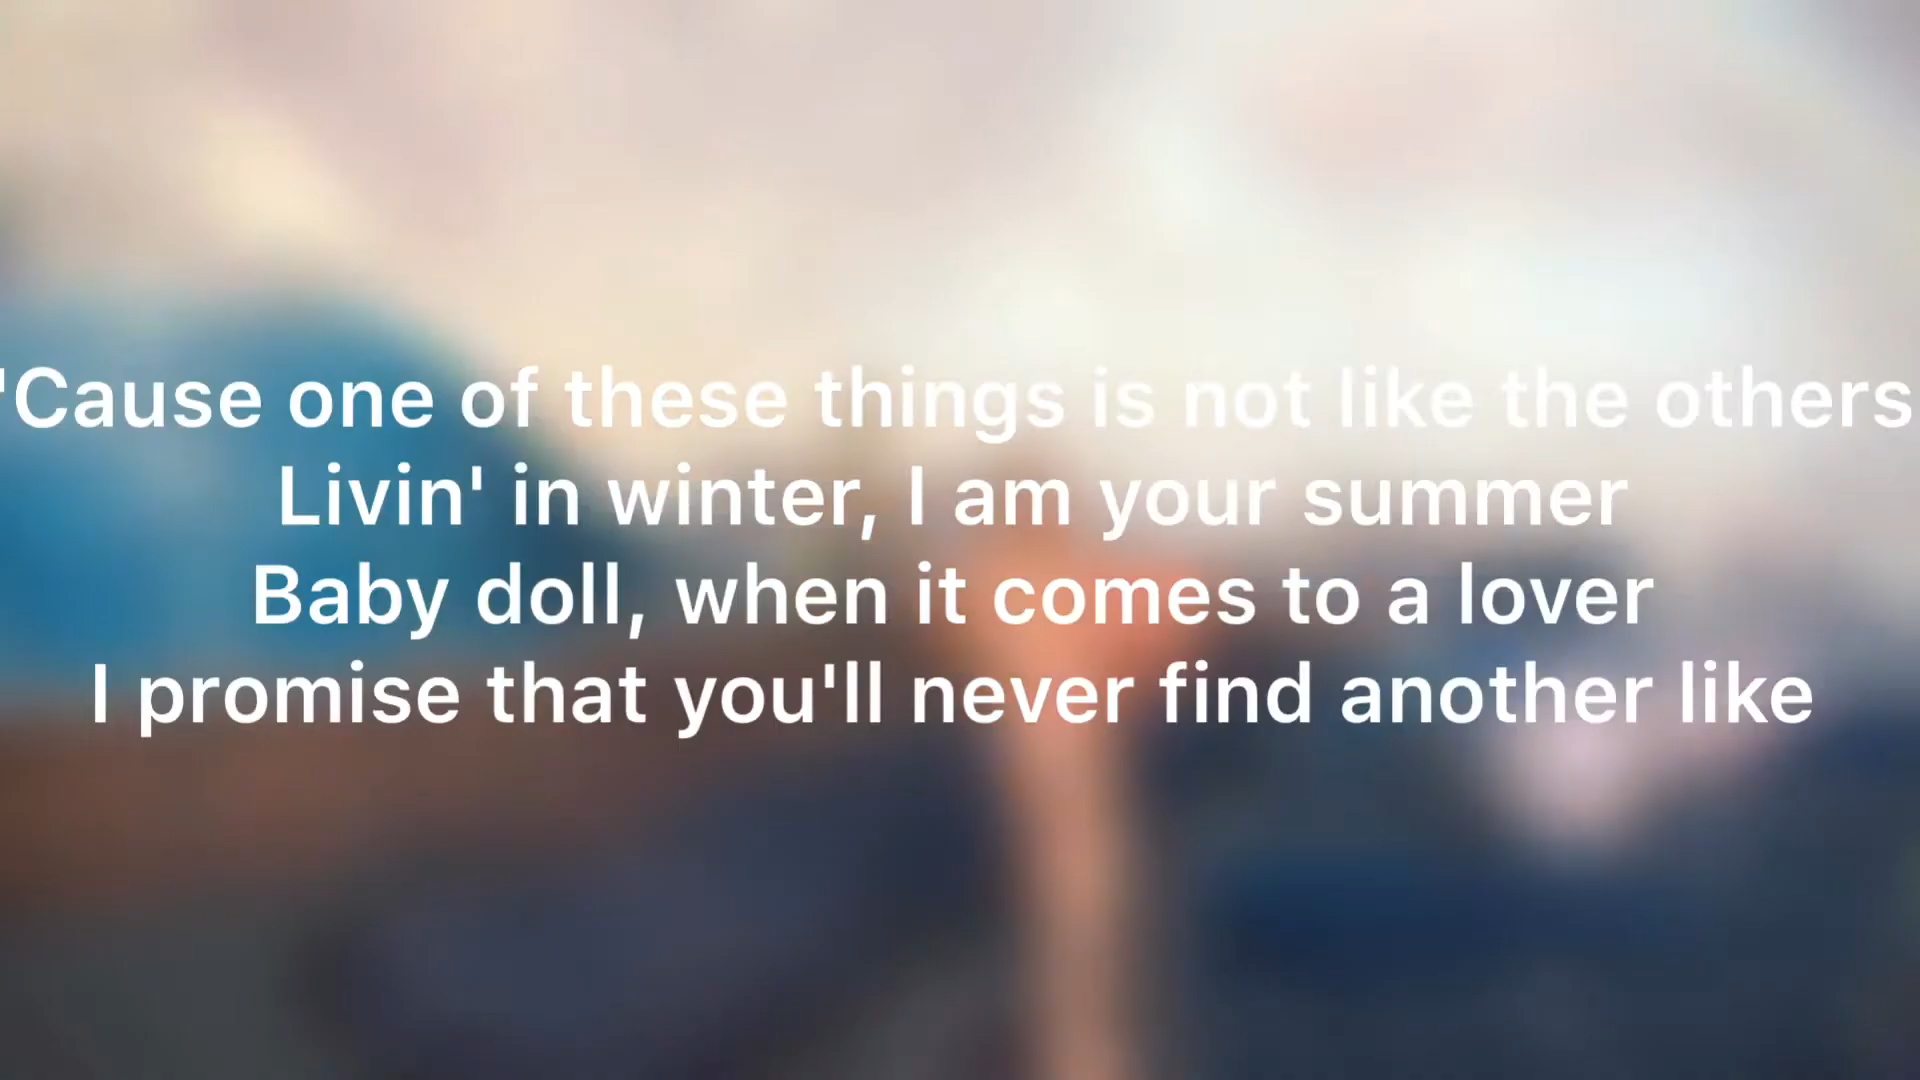 'Cause one of these things is not like the others
Livin' in winter, I am your summer
Baby doll, when it comes to a lover
I promise that you'll never find another like